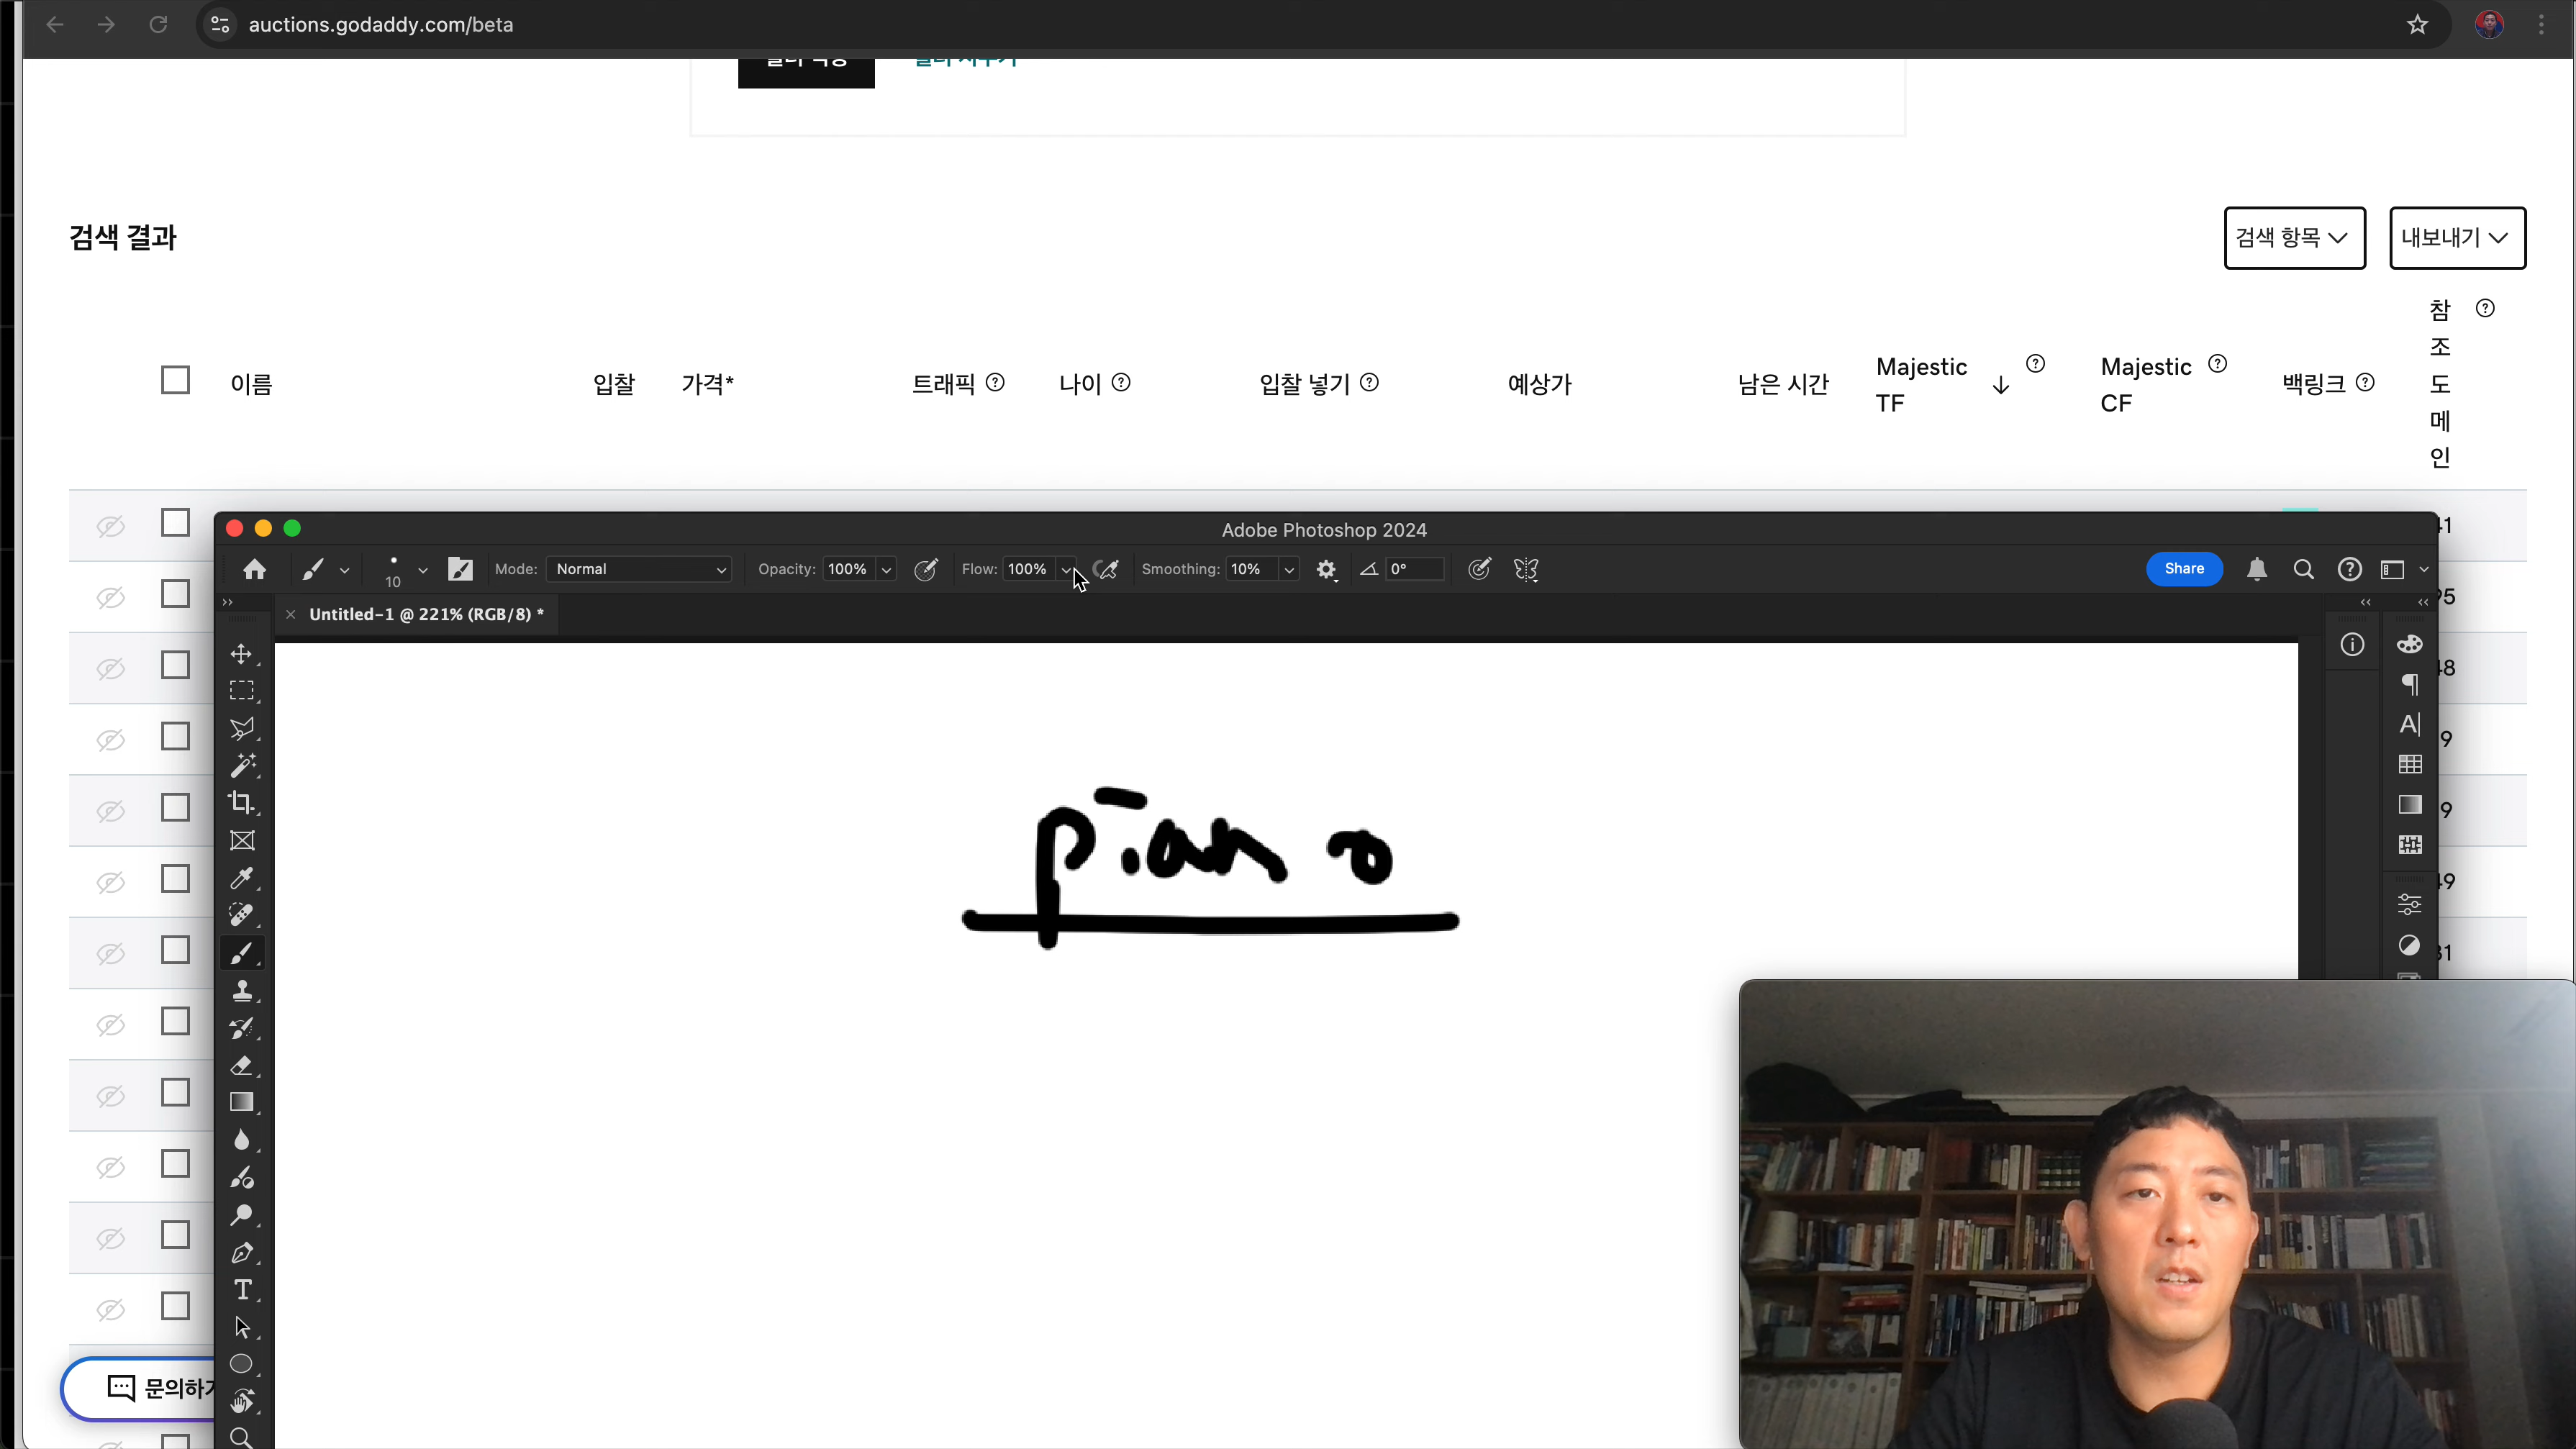 auctions.godaddy.com/beta
검색 결과
검색 항목
내보내기
이름
입찰
가격*
트래픽
나이
입찰 넣기
예상가
남은 시간
Majestic TF
Majestic CF
백링크
참조도메인
Adobe Photoshop 2024
10
Mode: Normal
Opacity: 100%
Flow: 100%
Smoothing: 10%
0°
Share
Untitled-1 @ 221% (RGB/8) *
piano